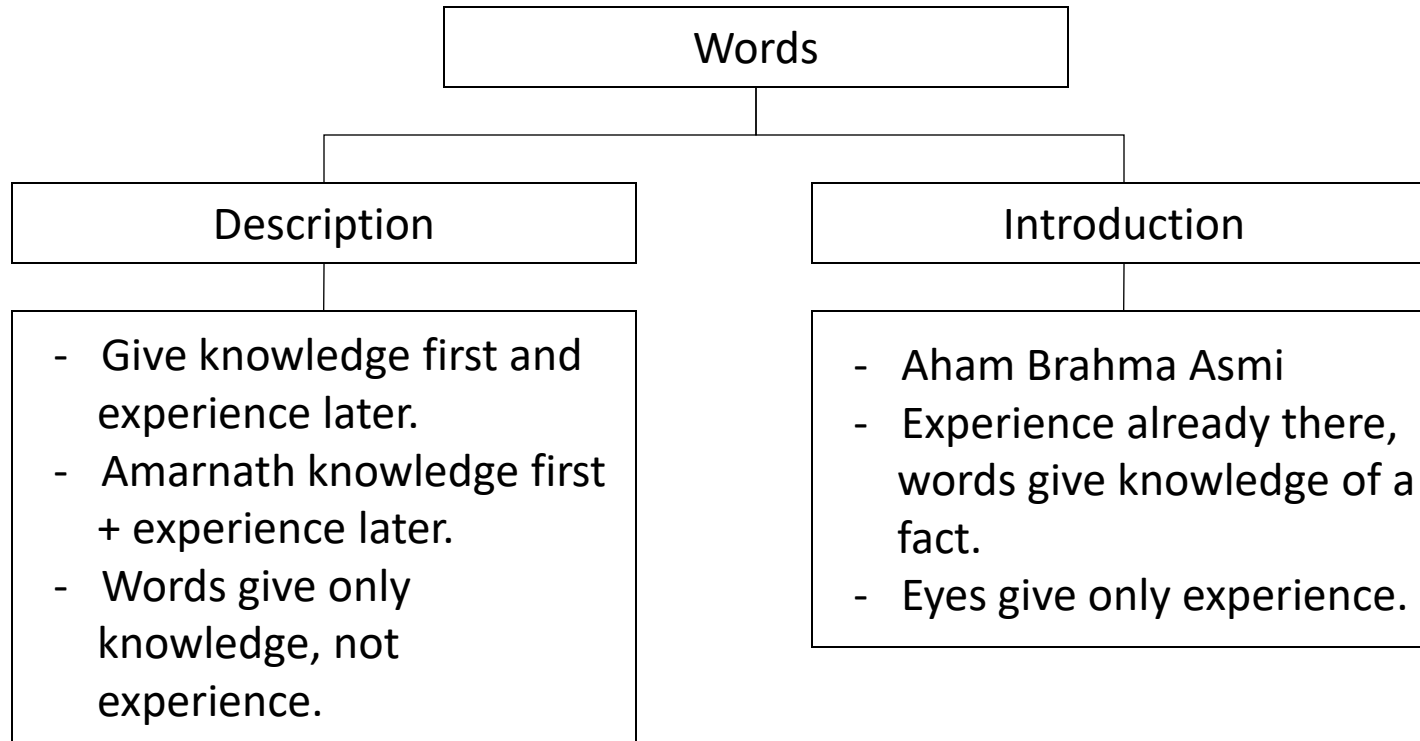 Words
Description
Introduction
- Give knowledge first and
experience later.
- Amarnath knowledge first
+ experience later.
- Words give only
knowledge, not
experience.
- Aham Brahma Asmi
- Experience already there,
words give knowledge of a
fact.
- Eyes give only experience.